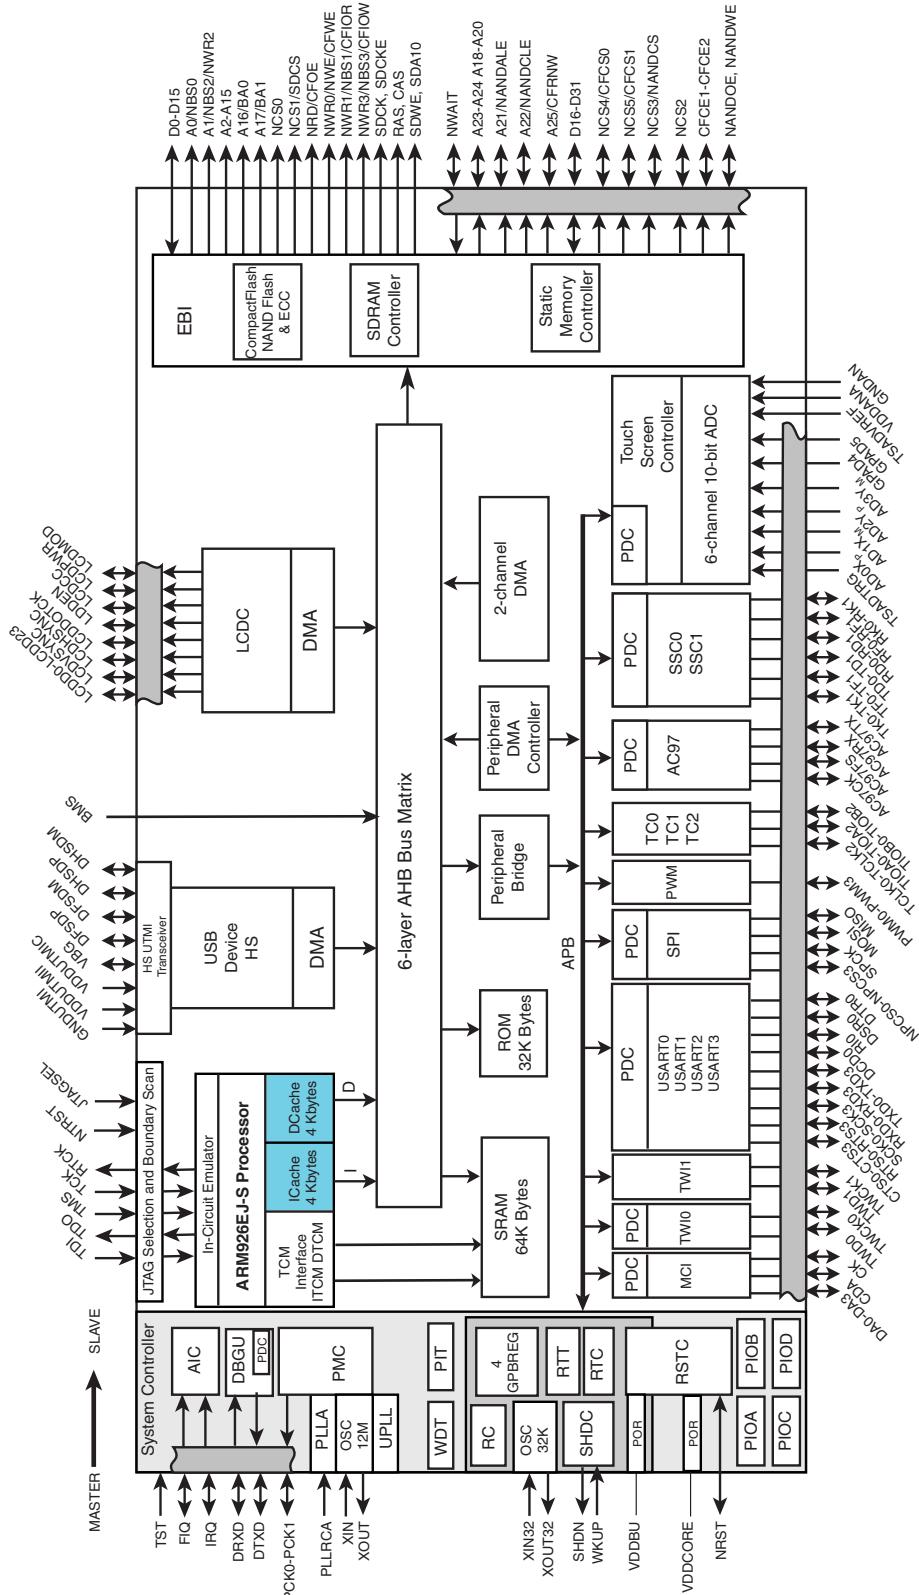 MASTER
SLAVE
TST
FIQ
IRQ
DRXD
DTXD
PCK0-PCK1
PLLRCA
XIN
XOUT
XIN32
XOUT32
SHDN
WKUP
VDDBU
VDDCORE
NRST
System Controller
AIC
DBGU
PDC
PMC
PLLA
OSC
12M
UPLL
WDT
PIT
4
GPBREG
RTT
RTC
RC
OSC
32K
SHDC
RSTC
POR
POR
PIOA
PIOB
PIOC
PIOD
TDI
TDO
TMS
TCK
RTCK
NTRST
JTAGSEL
JTAG Selection and Boundary Scan
In-Circuit Emulator
ARM926EJ-S Processor
TCM
Interface
ITCM DTCM
ICache
4 Kbytes
DCache
4 Kbytes
I
D
GNDUTMI
VDDUTMII
VDDUTMIC
VBG
DFSDP
DFSDM
DHSDP
DHSDM
HS UTMI
Transceiver
USB
Device
HS
DMA
BMS
LCDD0-LCDD23
LCDVSYNC
LCDHSYNC
LCDDOTCK
LDDEN
LCDCC
LCDPWR
LCDMOD
LCDC
DMA
6-layer AHB Bus Matrix
SRAM
64K Bytes
ROM
32K Bytes
Peripheral
Bridge
Peripheral
DMA
Controller
2-channel
DMA
APB
EBI
CompactFlash
NAND Flash
& ECC
SDRAM
Controller
Static
Memory
Controller
D0-D15
A0/NBS0
A1/NBS2/NWR2
A2-A15
A16/BA0
A17/BA1
NCS0
NCS1/SDCS
NRD/CFOE
NWR0/NWE/CFWE
NWR1/NBS1/CFIOR
NWR3/NBS3/CFIOW
SDCK, SDCKE
RAS, CAS
SDWE, SDA10
NWAIT
A23-A24 A18-A20
A21/NANDALE
A22/NANDCLE
A25/CFRNW
D16-D31
NCS4/CFCS0
NCS5/CFCS1
NCS3/NANDCS
NCS2
CFCE1-CFCE2
NANDOE, NANDWE
PDC
MCI
PDC
TWI0
TWI1
PDC
USART0
USART1
USART2
USART3
PDC
SPI
PWM
TC0
TC1
TC2
PDC
AC97
PDC
SSC0
SSC1
PDC
Touch
Screen
Controller
6-channel 10-bit ADC
DA0-DA3
CDA
CK
TWD0
TWCK0
TWD1
TWCK1
CTS0-CTS3
RTS0-RTS3
SCK0-SCK3
RXD0-RXD3
TXD0-TXD3
DCD0
RI0
DSR0
DTR0
NPCS0-NPCS3
SPCK
MOSI
MISO
PWM0-PWM3
TCLK0-TCLK2
TIOA0-TIOA2
TIOB0-TIOB2
AC97CK
AC97FS
AC97RX
AC97TX
TK0-TK1
TF0-TF1
TD0-TD1
RD0-RD1
RF0-RF1
RK0-RK1
TSADTRG
AD0XP
AD1XM
AD2YP
AD3YM
GPAD4
GPAD5
TSADVREF
VDDANA
GNDAN